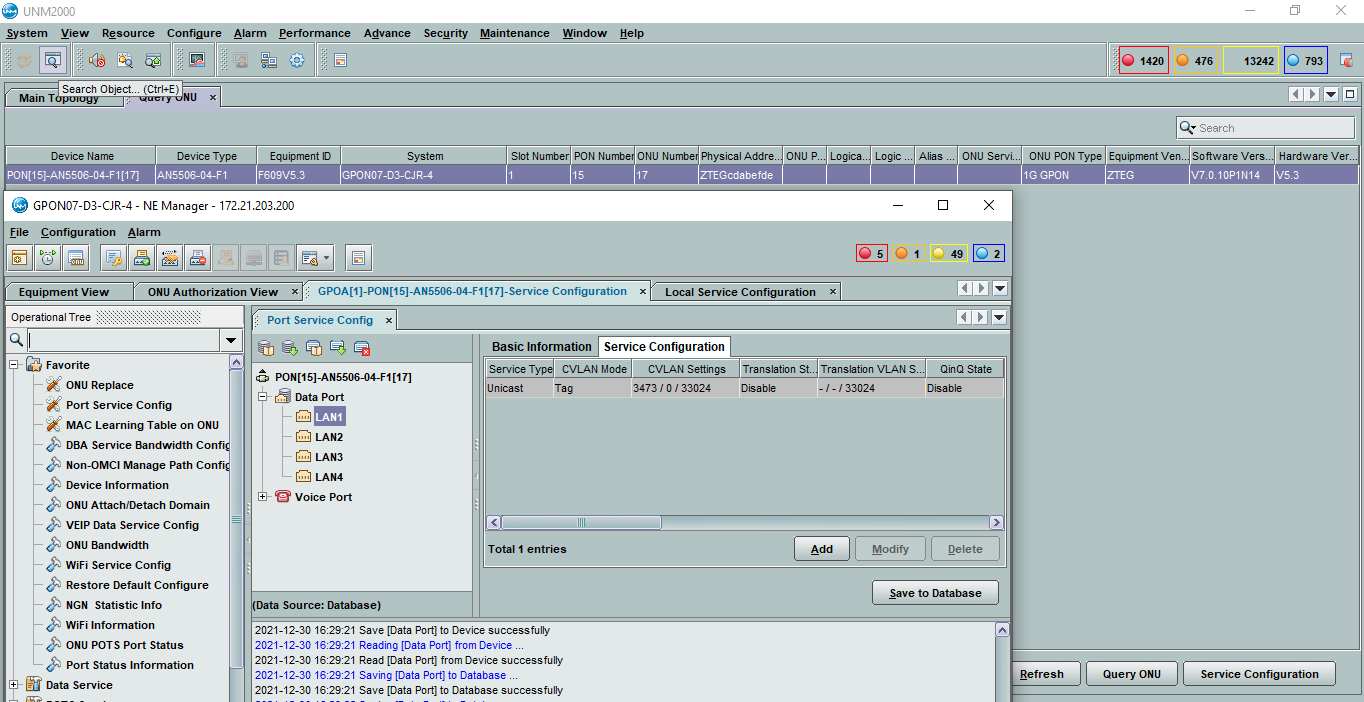 UNM2000
System View Resource Configure Alarm Performance Advance Security Maintenance Window Help
1420 476 13242 793
Search Object... (Ctrl+E)
Main Topology Query ONU
Search
Device Name Device Type Equipment ID System Slot Number PON Number ONU Number Physical Addre... ONU P... Logica... Logic ... Alias ... ONU Servi... ONU PON Type Equipment Ven... Software Vers... Hardware Ver...
PON[15]-AN5506-04-F1[17] AN5506-04-F1 F609V5.3 GPON07-D3-CJR-4 1 15 17 ZTEGcdabefde 1G GPON ZTEG V7.0.10P1N14 V5.3
GPON07-D3-CJR-4 - NE Manager - 172.21.203.200
File Configuration Alarm
5 1 49 2
Equipment View ONU Authorization View GPOA[1]-PON[15]-AN5506-04-F1[17]-Service Configuration Local Service Configuration
Operational Tree
Favorite
ONU Replace
Port Service Config
MAC Learning Table on ONU
DBA Service Bandwidth Config
Non-OMCI Manage Path Config
Device Information
ONU Attach/Detach Domain
VEIP Data Service Config
ONU Bandwidth
WiFi Service Config
Restore Default Configure
NGN Statistic Info
WiFi Information
ONU POTS Port Status
Port Status Information
Data Service
Port Service Config
PON[15]-AN5506-04-F1[17]
Data Port
LAN1
LAN2
LAN3
LAN4
Voice Port
(Data Source: Database)
Basic Information Service Configuration
Service Type CVLAN Mode CVLAN Settings Translation St... Translation VLAN S... QinQ State
Unicast Tag 3473 / 0 / 33024 Disable - / - / 33024 Disable
Total 1 entries
Add Modify Delete
Save to Database
2021-12-30 16:29:21 Save [Data Port] to Device successfully
2021-12-30 16:29:21 Reading [Data Port] from Device ...
2021-12-30 16:29:21 Read [Data Port] from Device successfully
2021-12-30 16:29:21 Saving [Data Port] to Database ...
2021-12-30 16:29:21 Save [Data Port] to Database successfully
Refresh Query ONU Service Configuration